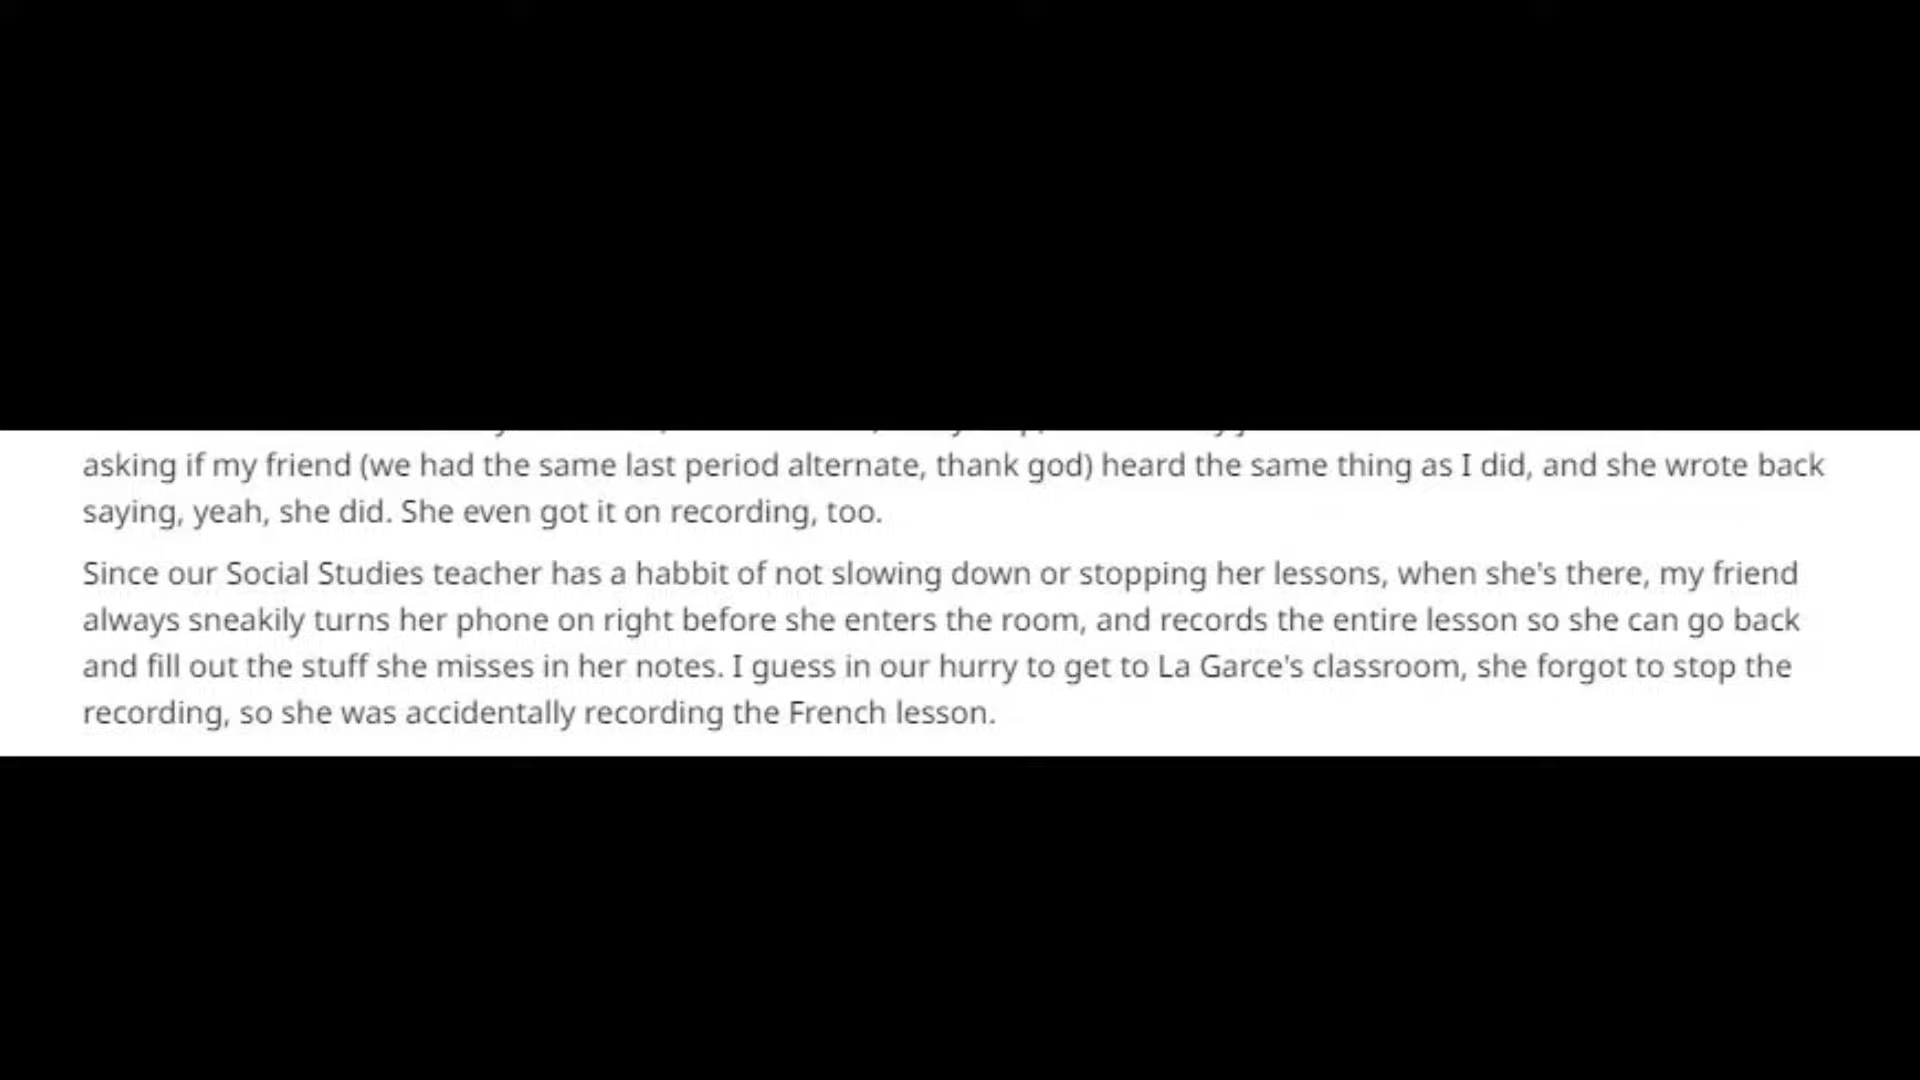 asking if my friend (we had the same last period alternate, thank god) heard the same thing as I did, and she wrote back
saying, yeah, she did. She even got it on recording, too.
Since our Social Studies teacher has a habbit of not slowing down or stopping her lessons, when she's there, my friend
always sneakily turns her phone on right before she enters the room, and records the entire lesson so she can go back
and fill out the stuff she misses in her notes. I guess in our hurry to get to La Garce's classroom, she forgot to stop the
recording, so she was accidentally recording the French lesson.